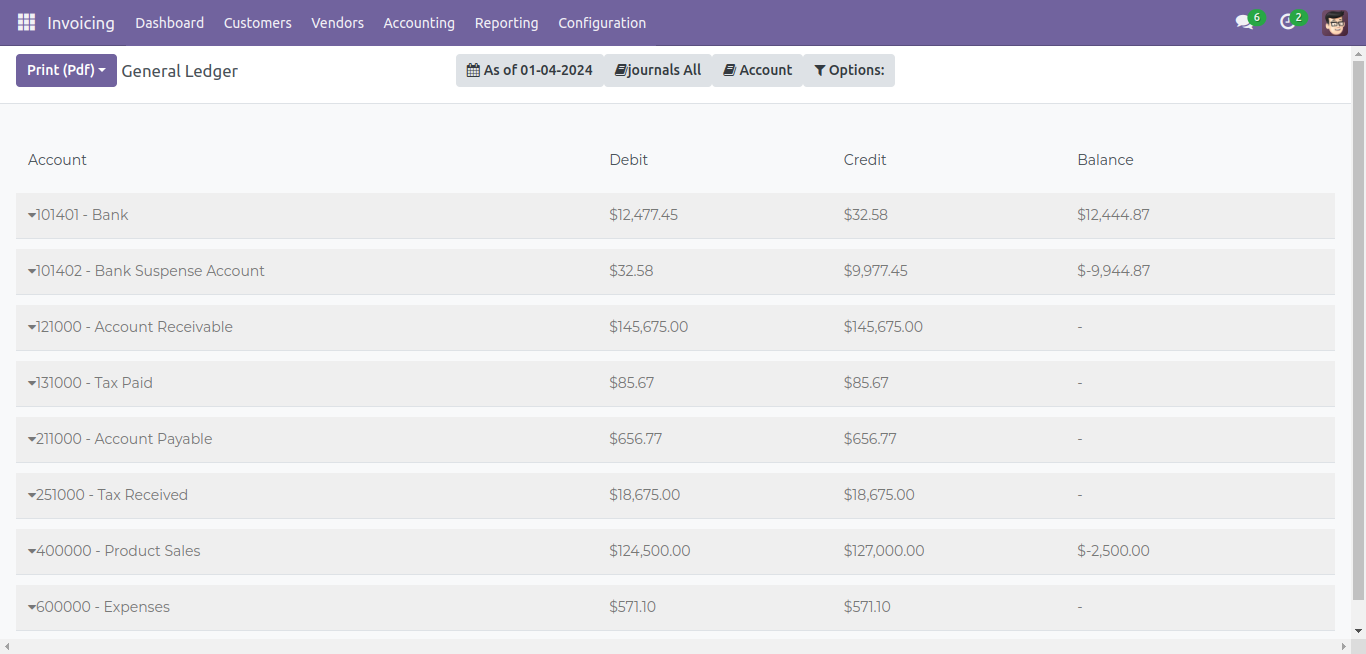 Invoicing Dashboard Customers Vendors Accounting Reporting Configuration 6 2
Print (Pdf) General Ledger As of 01-04-2024 journals All Account Options:
Account Debit Credit Balance
101401 - Bank $12,477.45 $32.58 $12,444.87
101402 - Bank Suspense Account $32.58 $9,977.45 $-9,944.87
121000 - Account Receivable $145,675.00 $145,675.00 -
131000 - Tax Paid $85.67 $85.67 -
211000 - Account Payable $656.77 $656.77 -
251000 - Tax Received $18,675.00 $18,675.00 -
400000 - Product Sales $124,500.00 $127,000.00 $-2,500.00
600000 - Expenses $571.10 $571.10 -